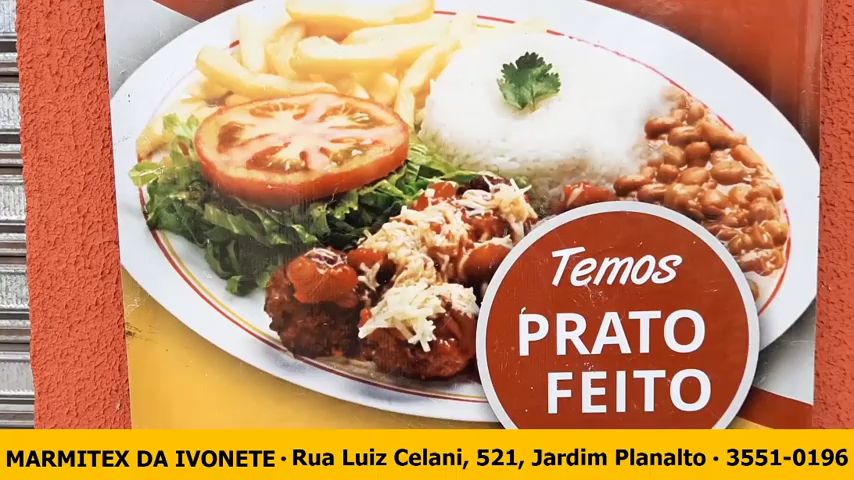 Temos
PRATO
FEITO
MARMITEX DA IVONETE · Rua Luiz Celani, 521, Jardim Planalto · 3551-0196